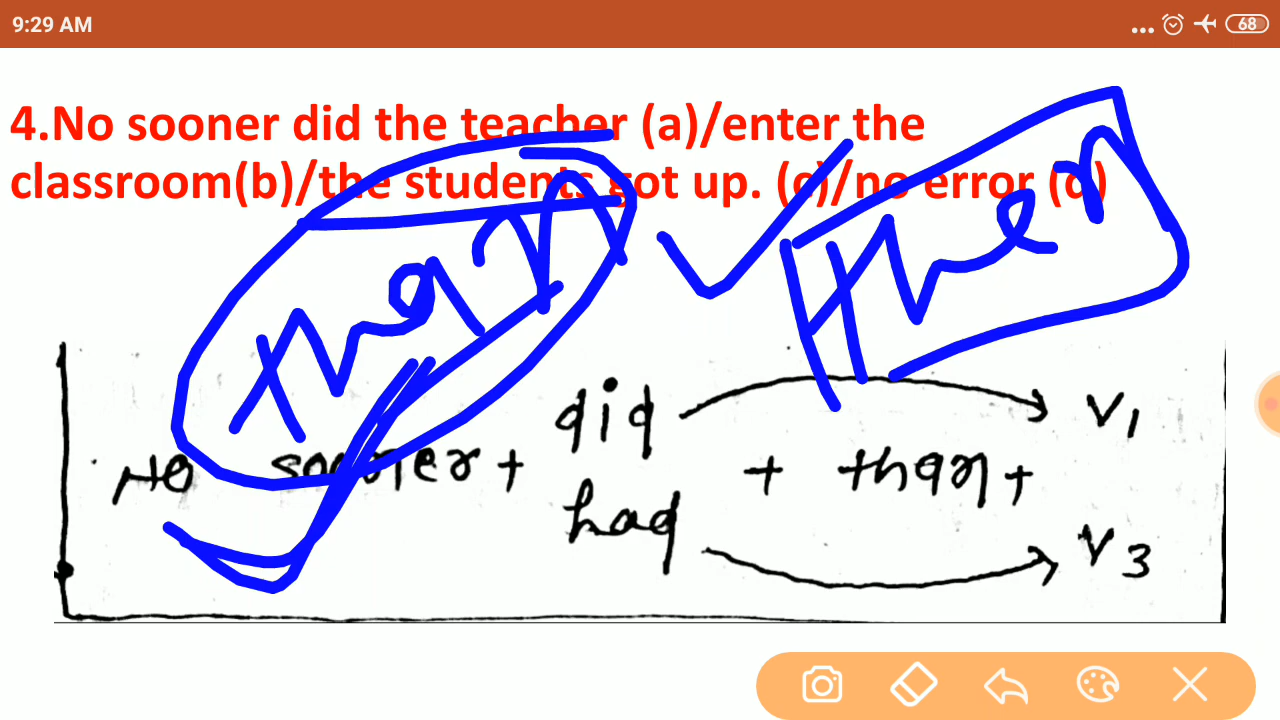 9:29 AM
68
4.No sooner did the teacher (a)/enter the
classroom(b)/the students got up. (c)/no error (d)
than
then
No sooner + did + than + V1
had V3